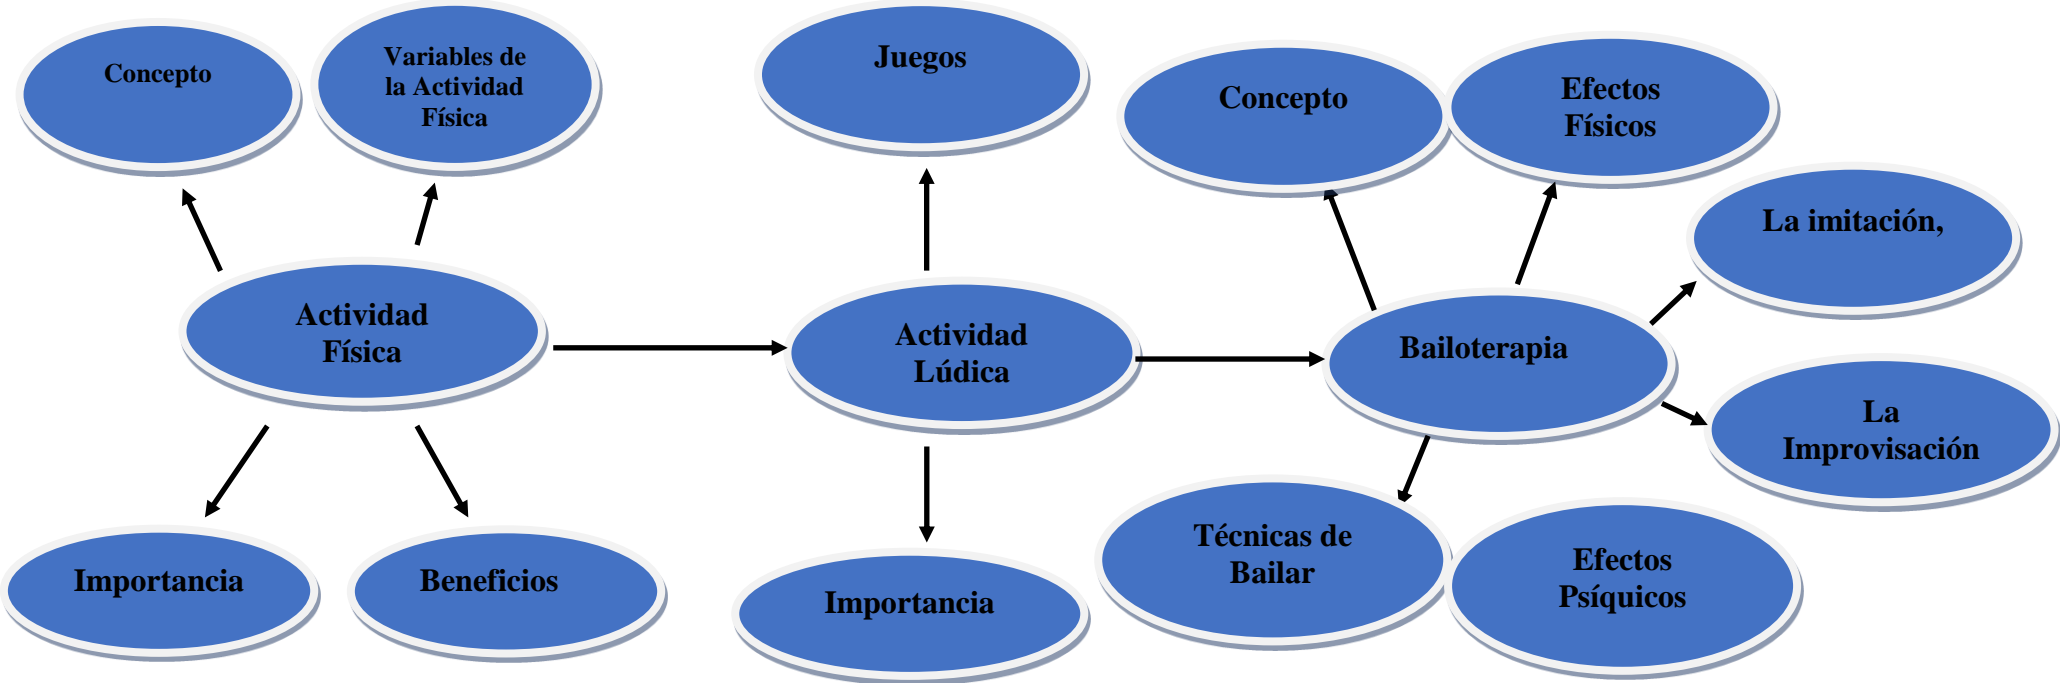 Concepto
Variables de
la Actividad
Física
Juegos
Concepto
Efectos
Físicos
La imitación,
Actividad
Física
Actividad
Lúdica
Bailoterapia
La
Improvisación
Importancia
Beneficios
Importancia
Técnicas de
Bailar
Efectos
Psíquicos